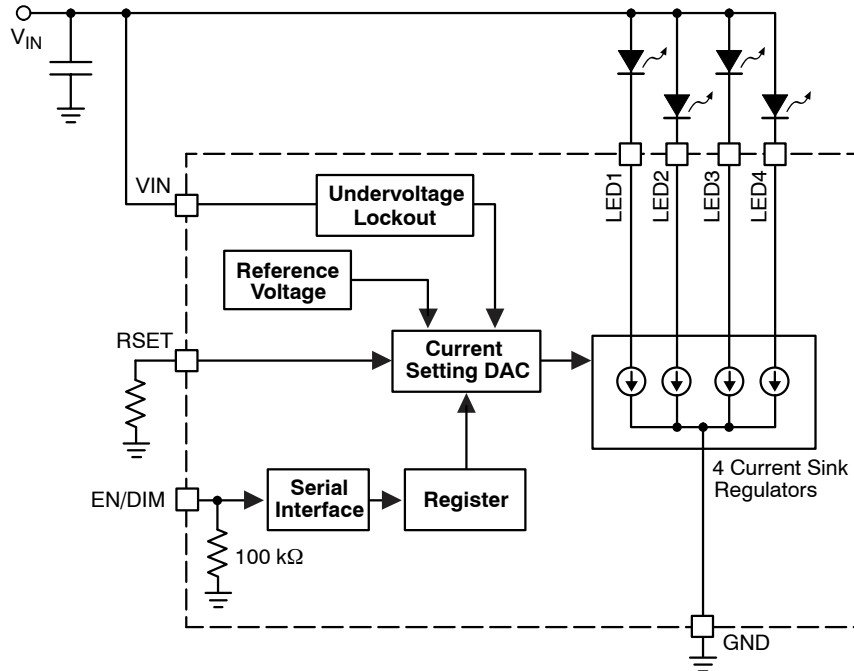 V_IN
LED1
LED2
LED3
LED4
VIN
Undervoltage
Lockout
Reference
Voltage
RSET
Current
Setting DAC
EN/DIM
Serial
Interface
Register
4 Current Sink
Regulators
100 kΩ
GND